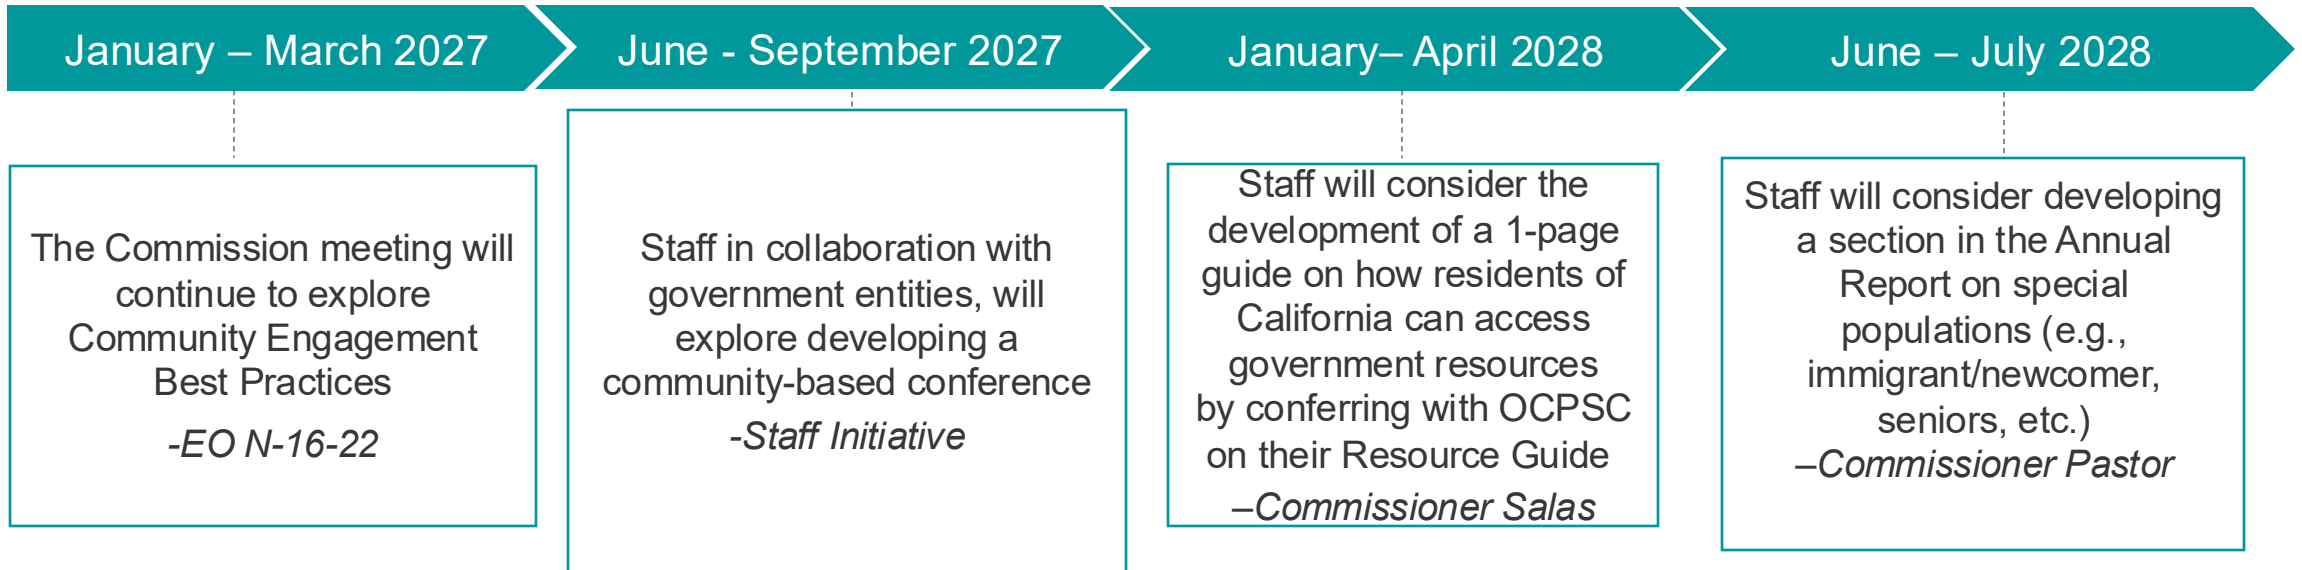 January – March 2027
June - September 2027
January– April 2028
June – July 2028
The Commission meeting will
continue to explore
Community Engagement
Best Practices
-EO N-16-22
Staff in collaboration with
government entities, will
explore developing a
community-based conference
-Staff Initiative
Staff will consider the
development of a 1-page
guide on how residents of
California can access
government resources
by conferring with OCPSC
on their Resource Guide
–Commissioner Salas
Staff will consider developing
a section in the Annual
Report on special
populations (e.g.,
immigrant/newcomer,
seniors, etc.)
–Commissioner Pastor